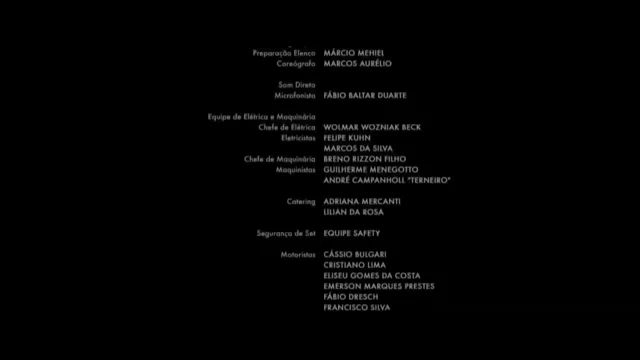 Preparação Elenco MÁRCIO MEHIEL
Coreógrafo MARCOS AURÉLIO
Som Direto
Microfonista FÁBIO BALTAR DUARTE
Equipe de Elétrica e Maquinária
Chefe de Elétrica WOLMAR WOZNIAK BECK
Eletricistas FELIPE KUHN
MARCOS DA SILVA
Chefe de Maquinária BRENO RIZZON FILHO
Maquinistas GUILHERME MENEGOTTO
ANDRÉ CAMPANHOLL "TERNEIRO"
Catering ADRIANA MERCANTI
LILIAN DA ROSA
Segurança de Set EQUIPE SAFETY
Motoristas CÁSSIO BULGARI
CRISTIANO LIMA
ELISEU GOMES DA COSTA
EMERSON MARQUES PRESTES
FÁBIO DRESCH
FRANCISCO SILVA